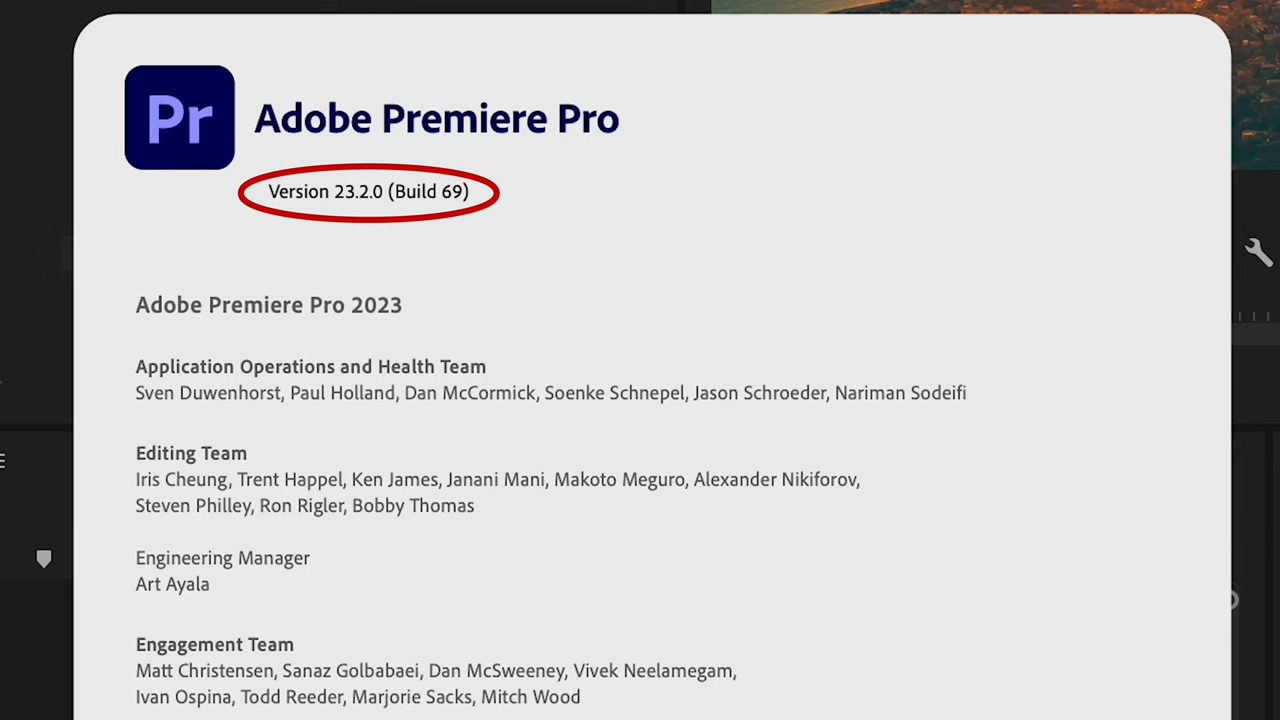 Pr
Adobe Premiere Pro
Version 23.2.0 (Build 69)
Adobe Premiere Pro 2023
Application Operations and Health Team
Sven Duwenhorst, Paul Holland, Dan McCormick, Soenke Schnepel, Jason Schroeder, Nariman Sodeifi
Editing Team
Iris Cheung, Trent Happel, Ken James, Janani Mani, Makoto Meguro, Alexander Nikiforov,
Steven Philley, Ron Rigler, Bobby Thomas
Engineering Manager
Art Ayala
Engagement Team
Matt Christensen, Sanaz Golbabaei, Dan McSweeney, Vivek Neelamegam,
Ivan Ospina, Todd Reeder, Marjorie Sacks, Mitch Wood